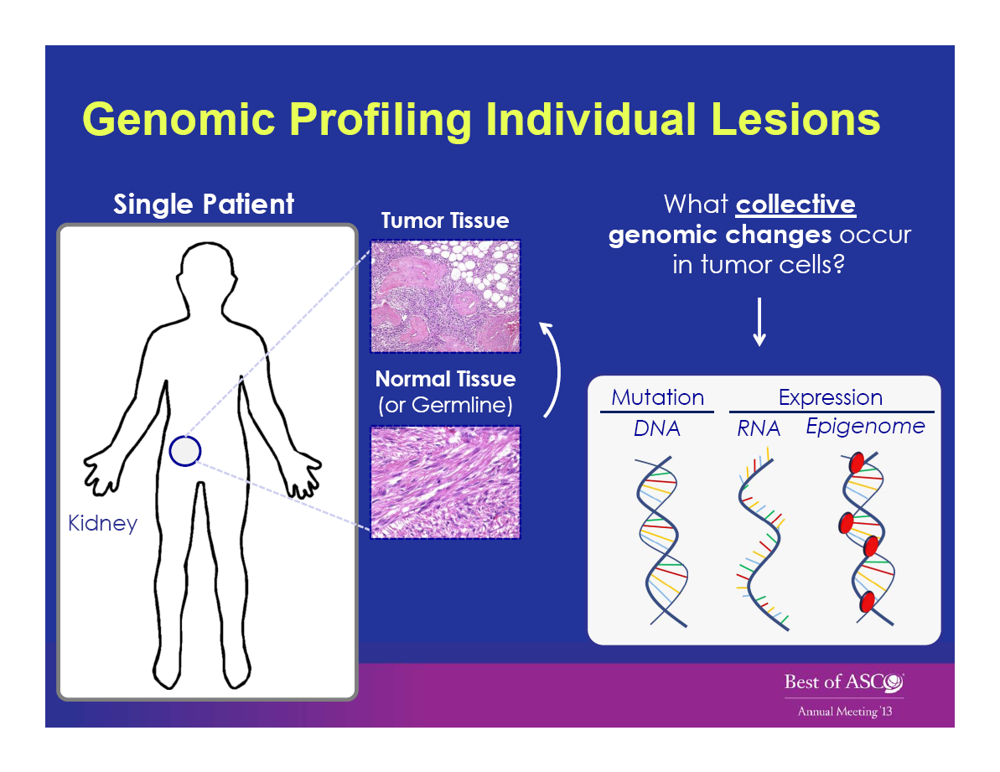 Genomic Profiling Individual Lesions
Single Patient
Kidney
Tumor Tissue
Normal Tissue
(or Germline)
What collective
genomic changes occur
in tumor cells?
Mutation
DNA
Expression
RNA
Epigenome
Best of ASCO
Annual Meeting '13